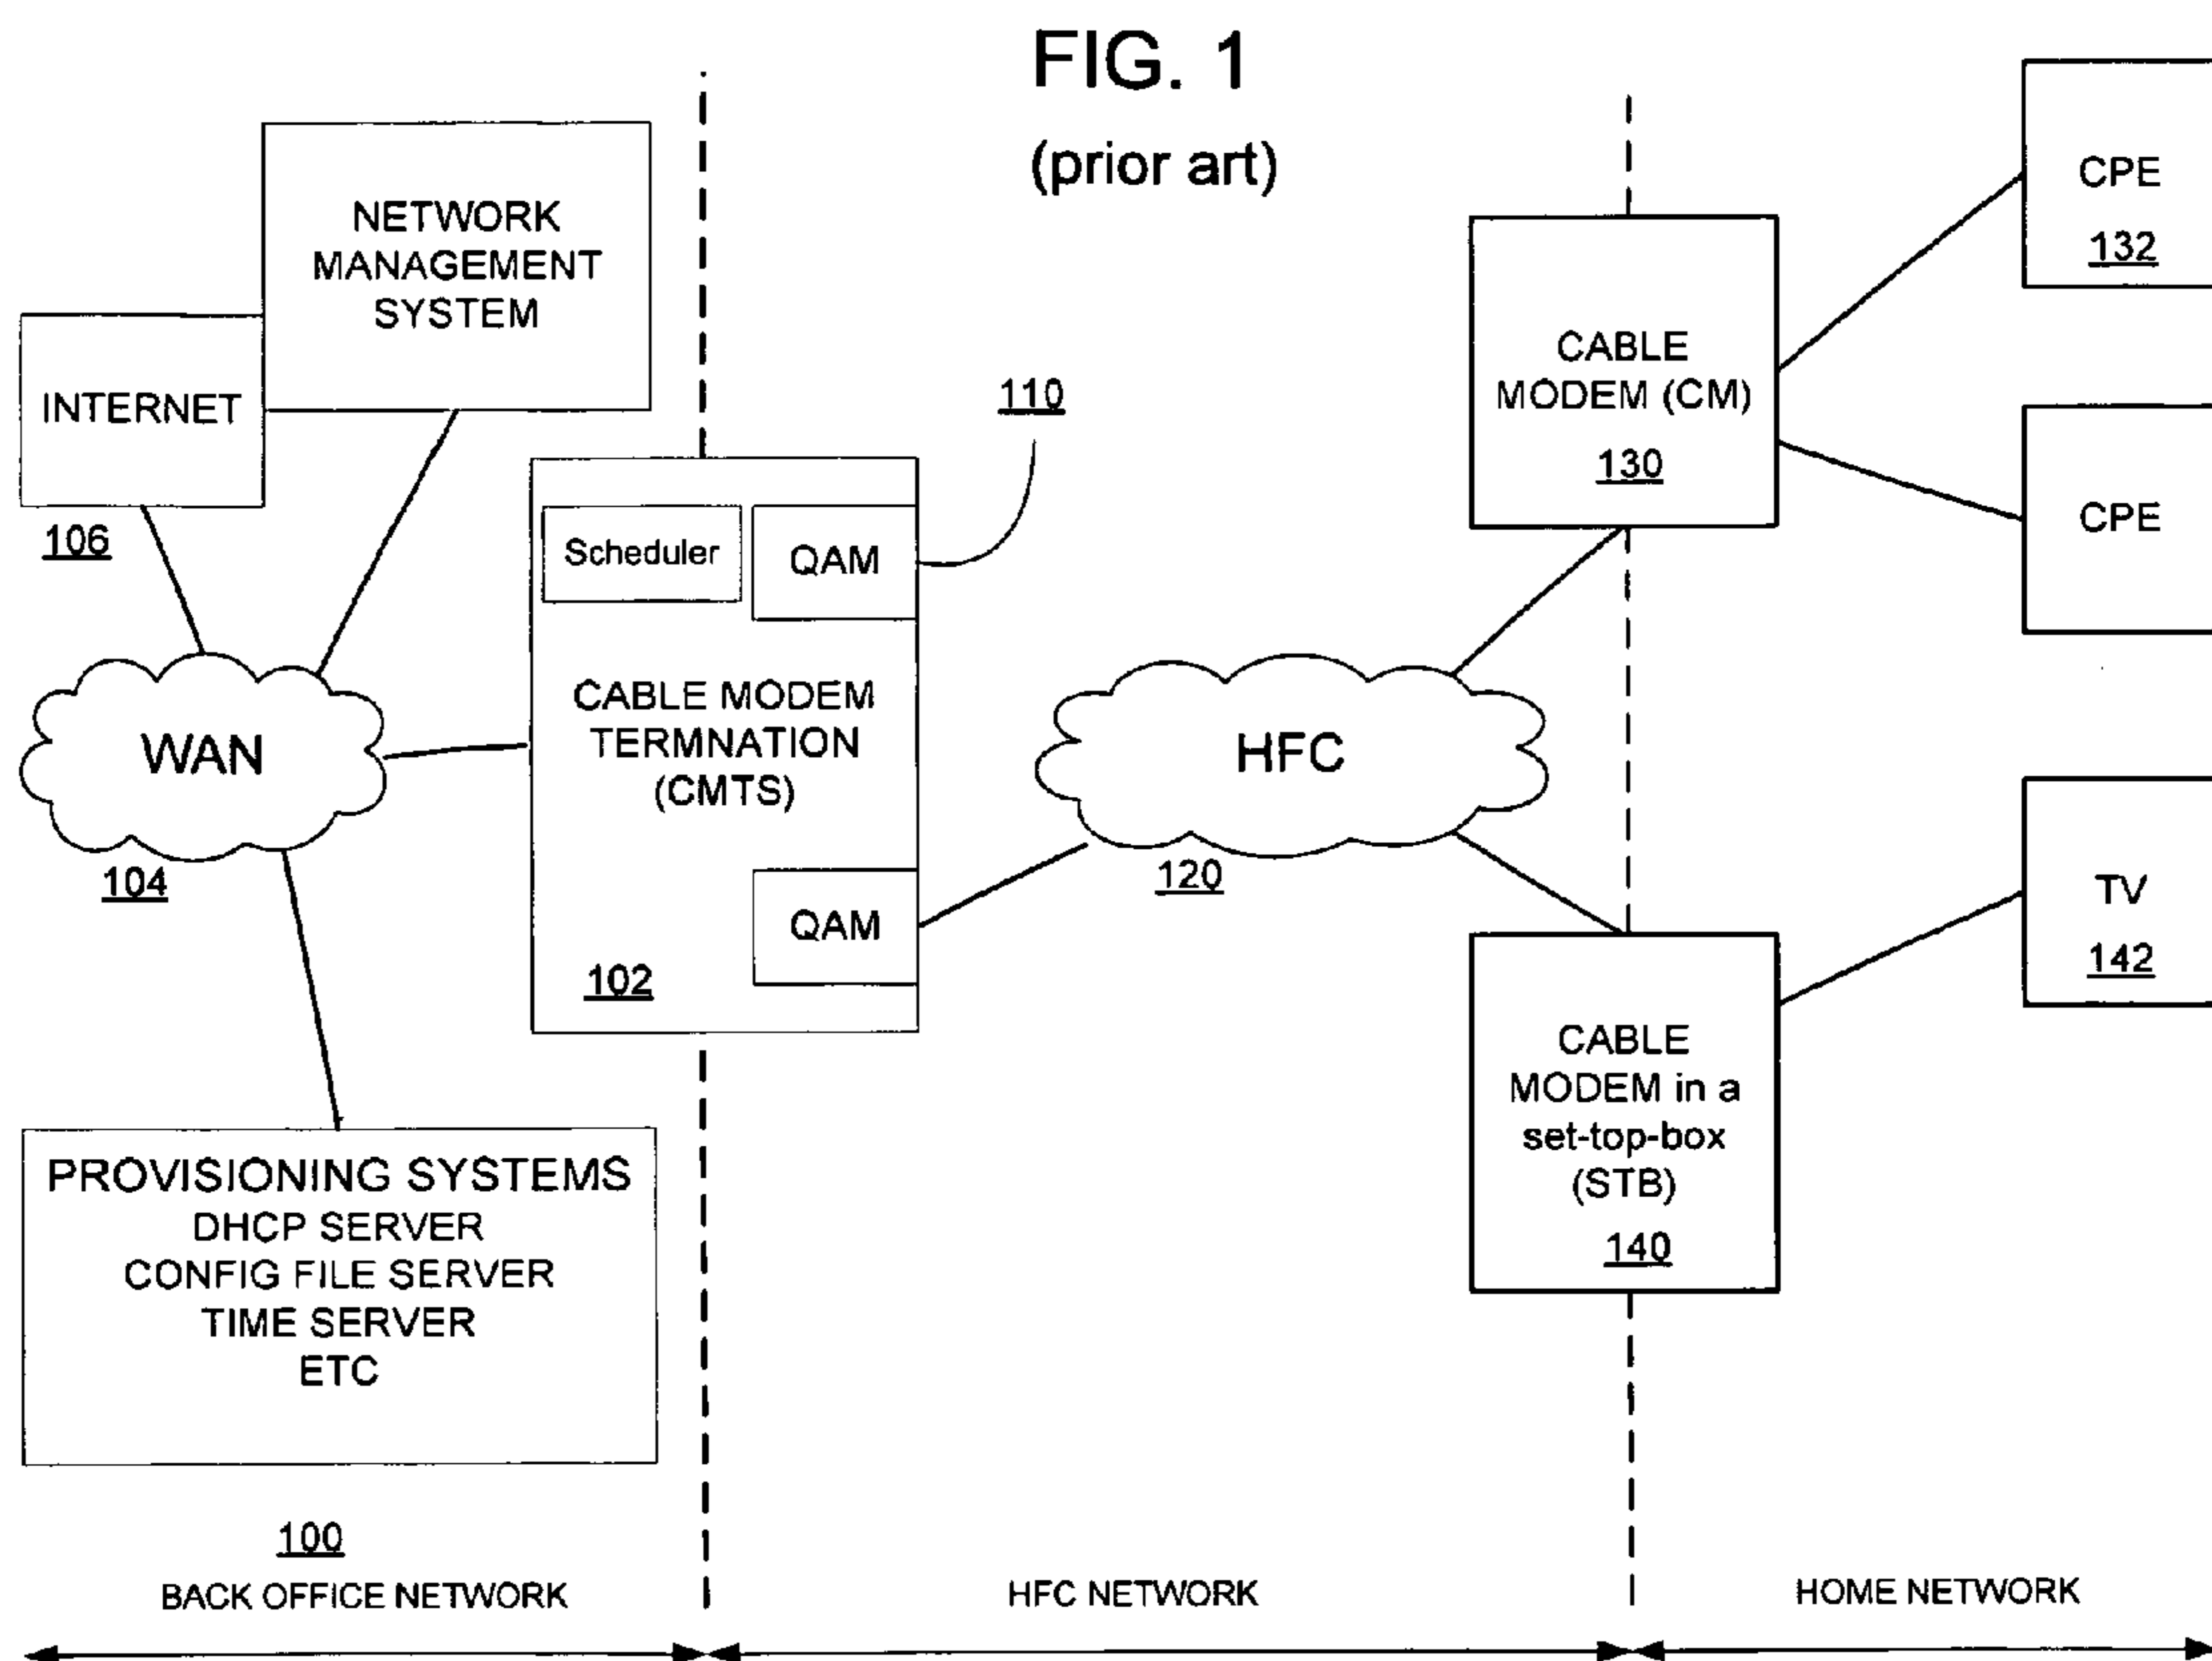 FIG. 1
(prior art)
NETWORK
MANAGEMENT
SYSTEM
INTERNET
106
WAN
104
PROVISIONING SYSTEMS
DHCP SERVER
CONFIG FILE SERVER
TIME SERVER
ETC
100
BACK OFFICE NETWORK
Scheduler
QAM
110
CABLE MODEM
TERMNATION
(CMTS)
QAM
102
HFC
120
HFC NETWORK
CABLE
MODEM (CM)
130
CABLE
MODEM in a
set-top-box
(STB)
140
CPE
132
CPE
TV
142
HOME NETWORK